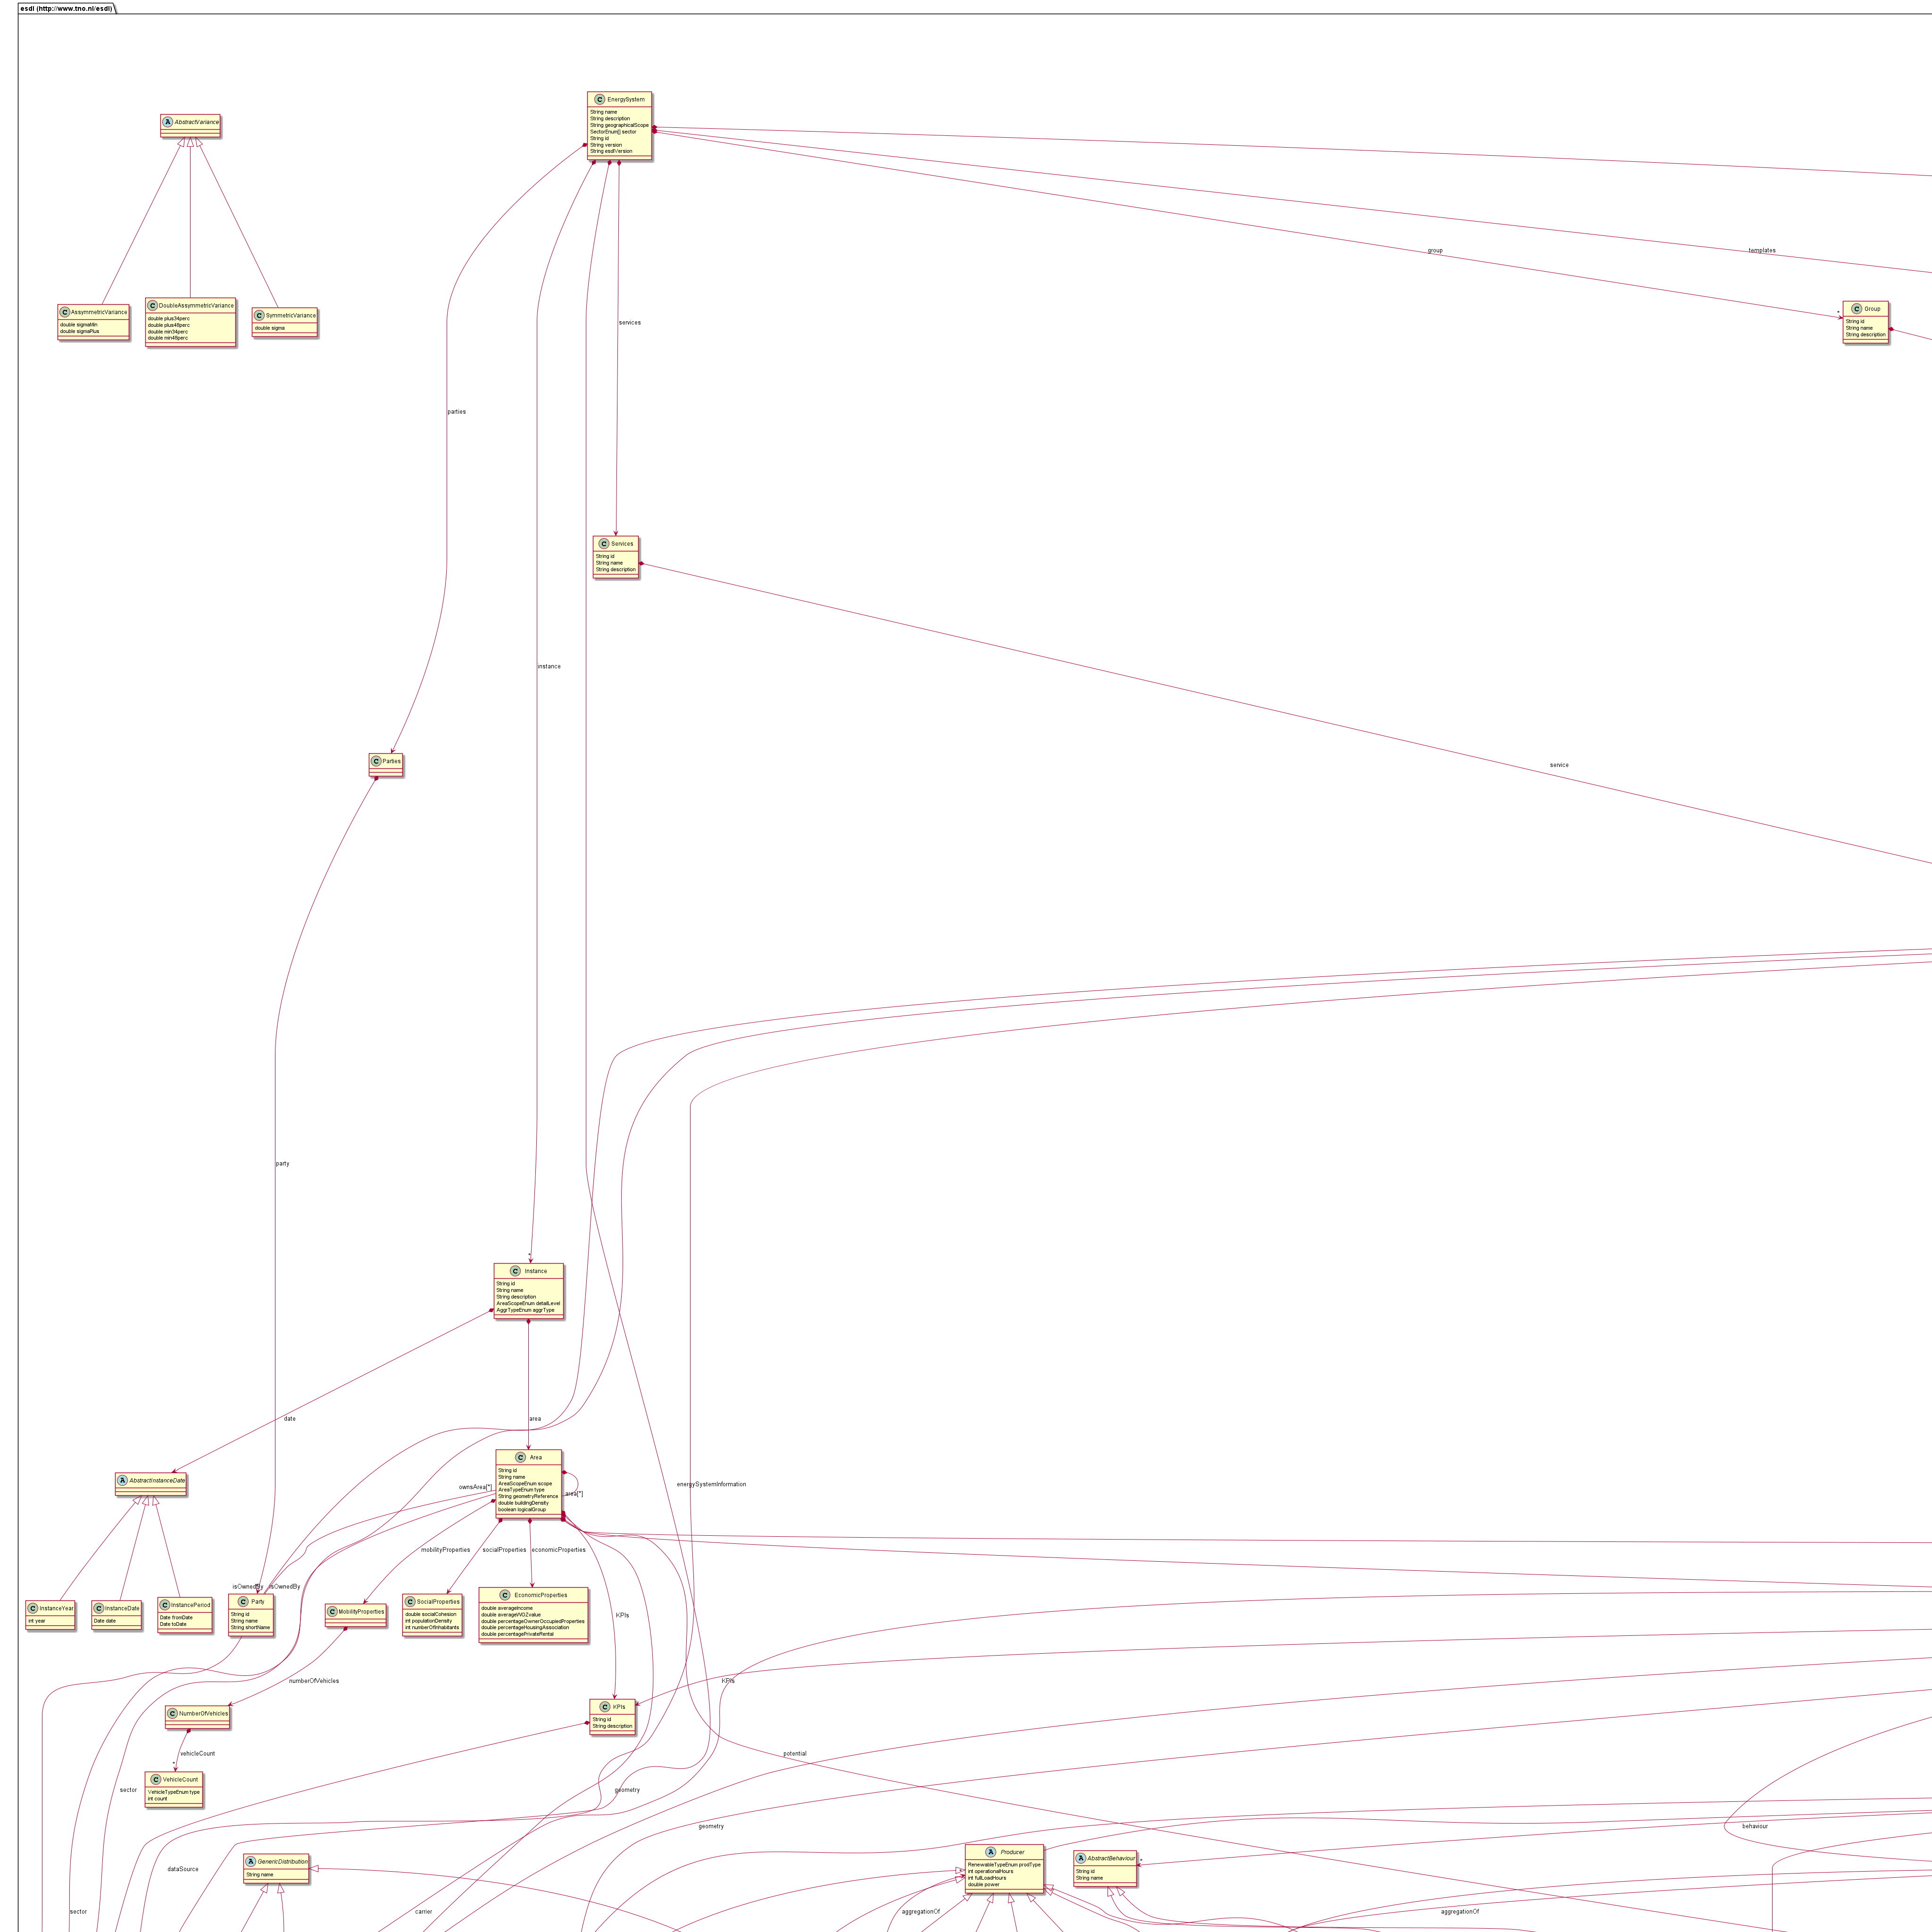 esdl (http://www.tno.nl/esdl)
C EnergySystem
String name
String description
String geographicalScope
SectorEnum[] sector
String id
String version
String esdlVersion
A AbstractVariance
group
templates
C AssymmetricVariance
double sigmaMin
double sigmaPlus
C DoubleAssymmetricVariance
double plus34perc
double plus48perc
double min34perc
double min48perc
C SymmetricVariance
double sigma
services
*
C Group
String id
String name
String description
parties
C Services
String id
String name
String description
instance
C Parties
service
party
*
C Instance
String id
String name
String description
AreaScopeEnum detailLevel
AggrTypeEnum aggrType
date
area
C Area
String id
String name
AreaScopeEnum scope
AreaTypeEnum type
String geometryReference
double buildingDensity
boolean logicalGroup
ownsArea[*]
area[*]
A AbstractInstanceDate
energySystemInformation
mobilityProperties
socialProperties
economicProperties
C InstanceYear
int year
C InstanceDate
Date date
C InstancePeriod
Date fromDate
Date toDate
isOwnedBy
isOwnedBy
C Party
String id
String name
String shortName
C MobilityProperties
C SocialProperties
double socialCohesion
int populationDensity
int numberOfInhabitants
C EconomicProperties
double averageIncome
double averageWOZvalue
double percentageOwnerOccupiedProperties
double percentageHousingAssociation
double percentagePrivateRental
KPIs
numberOfVehicles
KPIs
C NumberOfVehicles
C KPIs
String id
String description
vehicleCount
*
potential
C VehicleCount
VehicleTypeEnum type
int count
sector
geometry
geometry
behaviour
A GenericDistribution
String name
dataSource
A Producer
RenewableTypeEnum prodType
int operationalHours
int fullLoadHours
double power
A AbstractBehaviour
String id
String name
*
sector
carrier
aggregationOf
aggregationOf